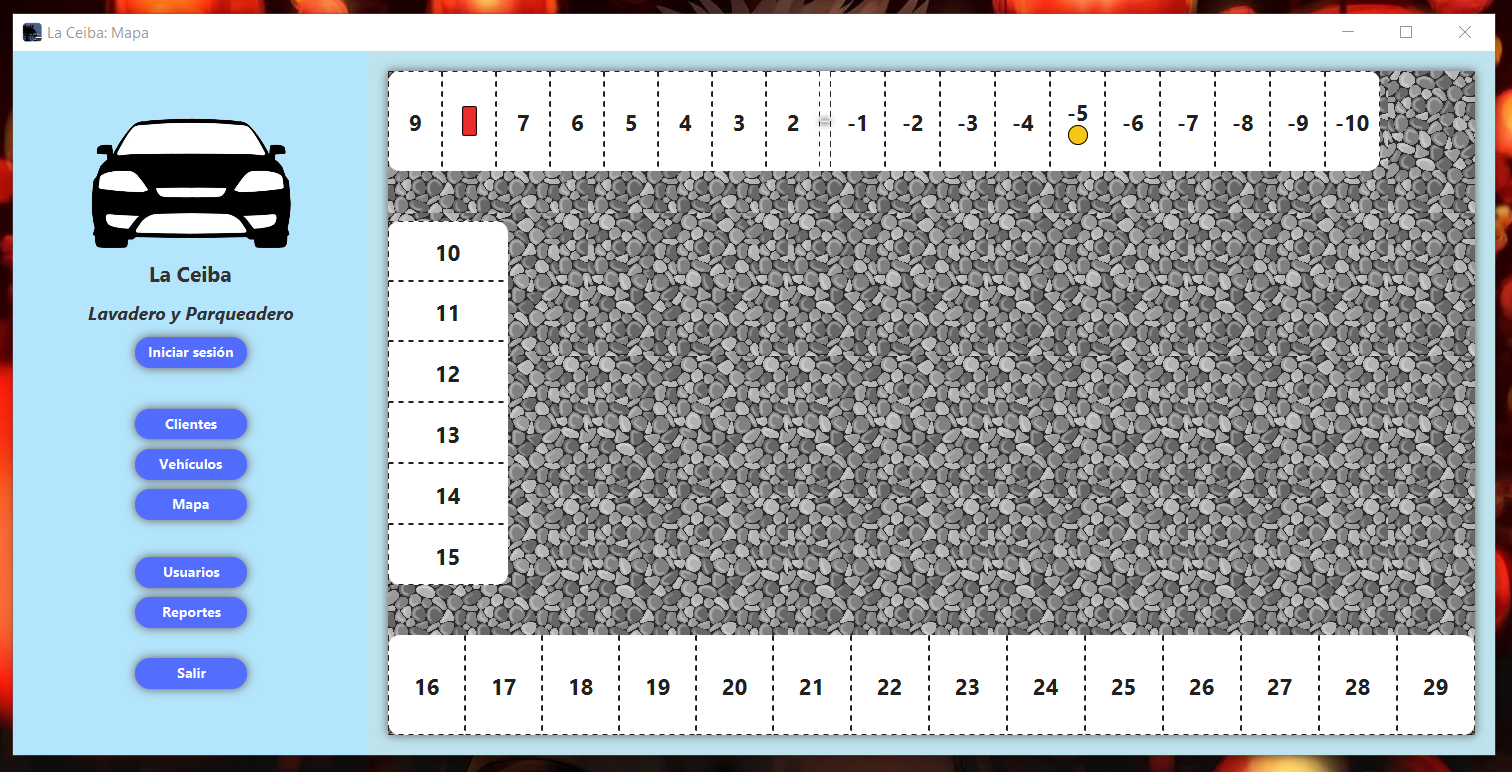 La Ceiba: Mapa
La Ceiba
Lavadero y Parqueadero
Iniciar sesión
Clientes
Vehículos
Mapa
Usuarios
Reportes
Salir
9 7 6 5 4 3 2 -1 -2 -3 -4 -5 -6 -7 -8 -9 -10
10
11
12
13
14
15
16 17 18 19 20 21 22 23 24 25 26 27 28 29